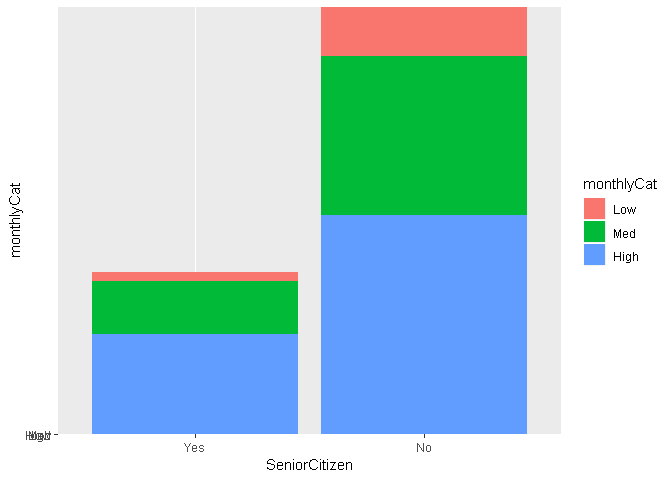 monthlyCat
Yes
No
SeniorCitizen
monthlyCat
Low
Med
High